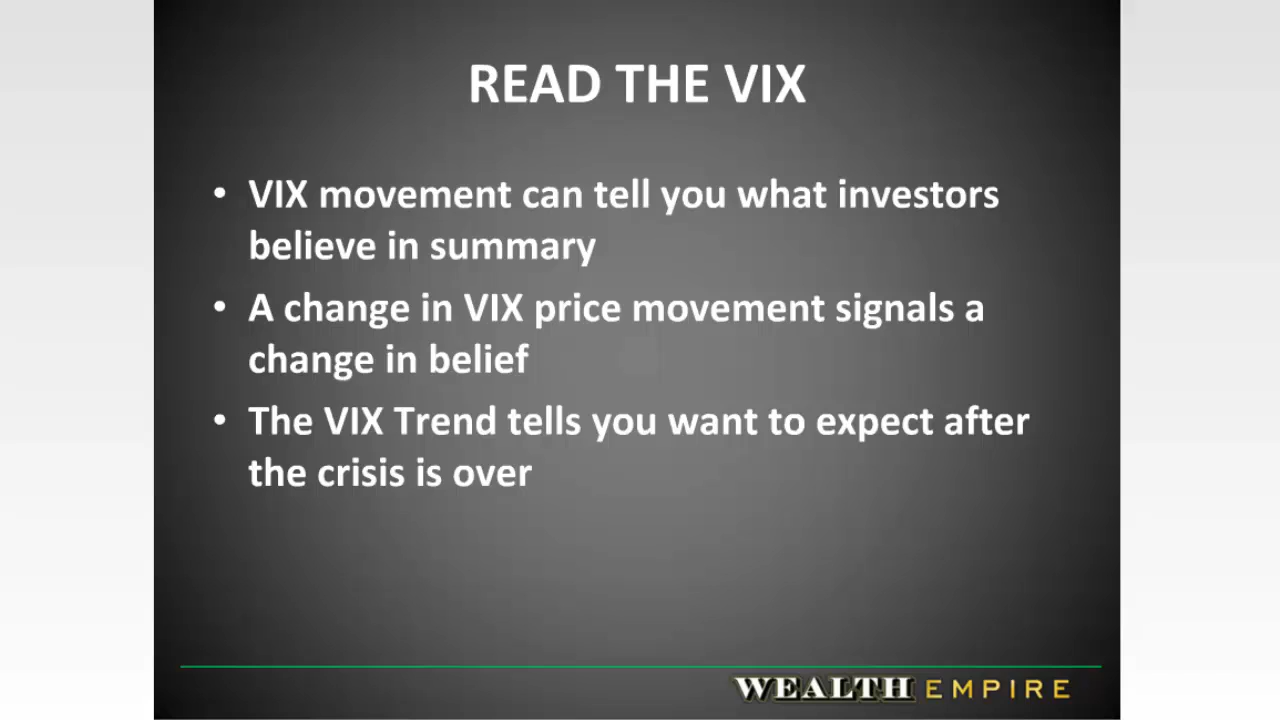 READ THE VIX
• VIX movement can tell you what investors
believe in summary
• A change in VIX price movement signals a
change in belief
• The VIX Trend tells you want to expect after
the crisis is over
WEALTH EMPIRE